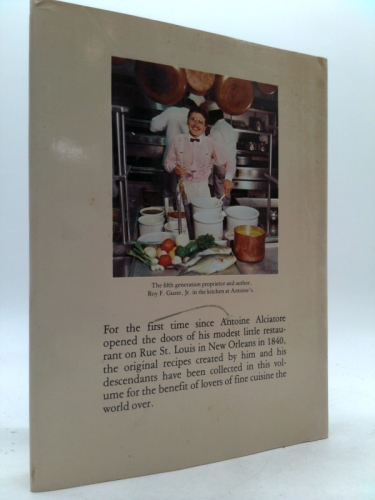 The fifth generation proprietor and author,
Roy F. Guste, Jr. in the kitchen at Antoine's.
For the first time since Antoine Alciatore
opened the doors of his modest little restau-
rant on Rue St. Louis in New Orleans in 1840,
the original recipes created by him and his
descendants have been collected in this vol-
ume for the benefit of lovers of fine cuisine the
world over.